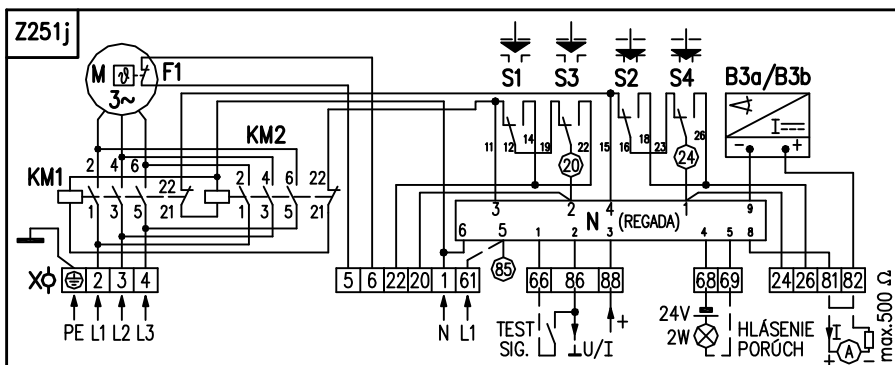 Z251j
M ϑ F1
3~
S1 S3 S2 S4 B3a/B3b
I
- +
KM2
KM1
2 4 6 22 2 4 6 22
1 3 5 21 1 3 5 21
11 12 14 19 22 15 16 18 23 26
20 24
3 2 4 1 9
N (REGADA)
6 5 1 2 3 4 5 8
85
X
2 3 4 5 6 22 20 1 61 66 86 88 68 69 24 26 81 82
PE L1 L2 L3 N L1
TEST
SIG.
U/I
+
24V
2W
HLÁSENIE
PORÚCH
I
+ A -
max.500 Ω